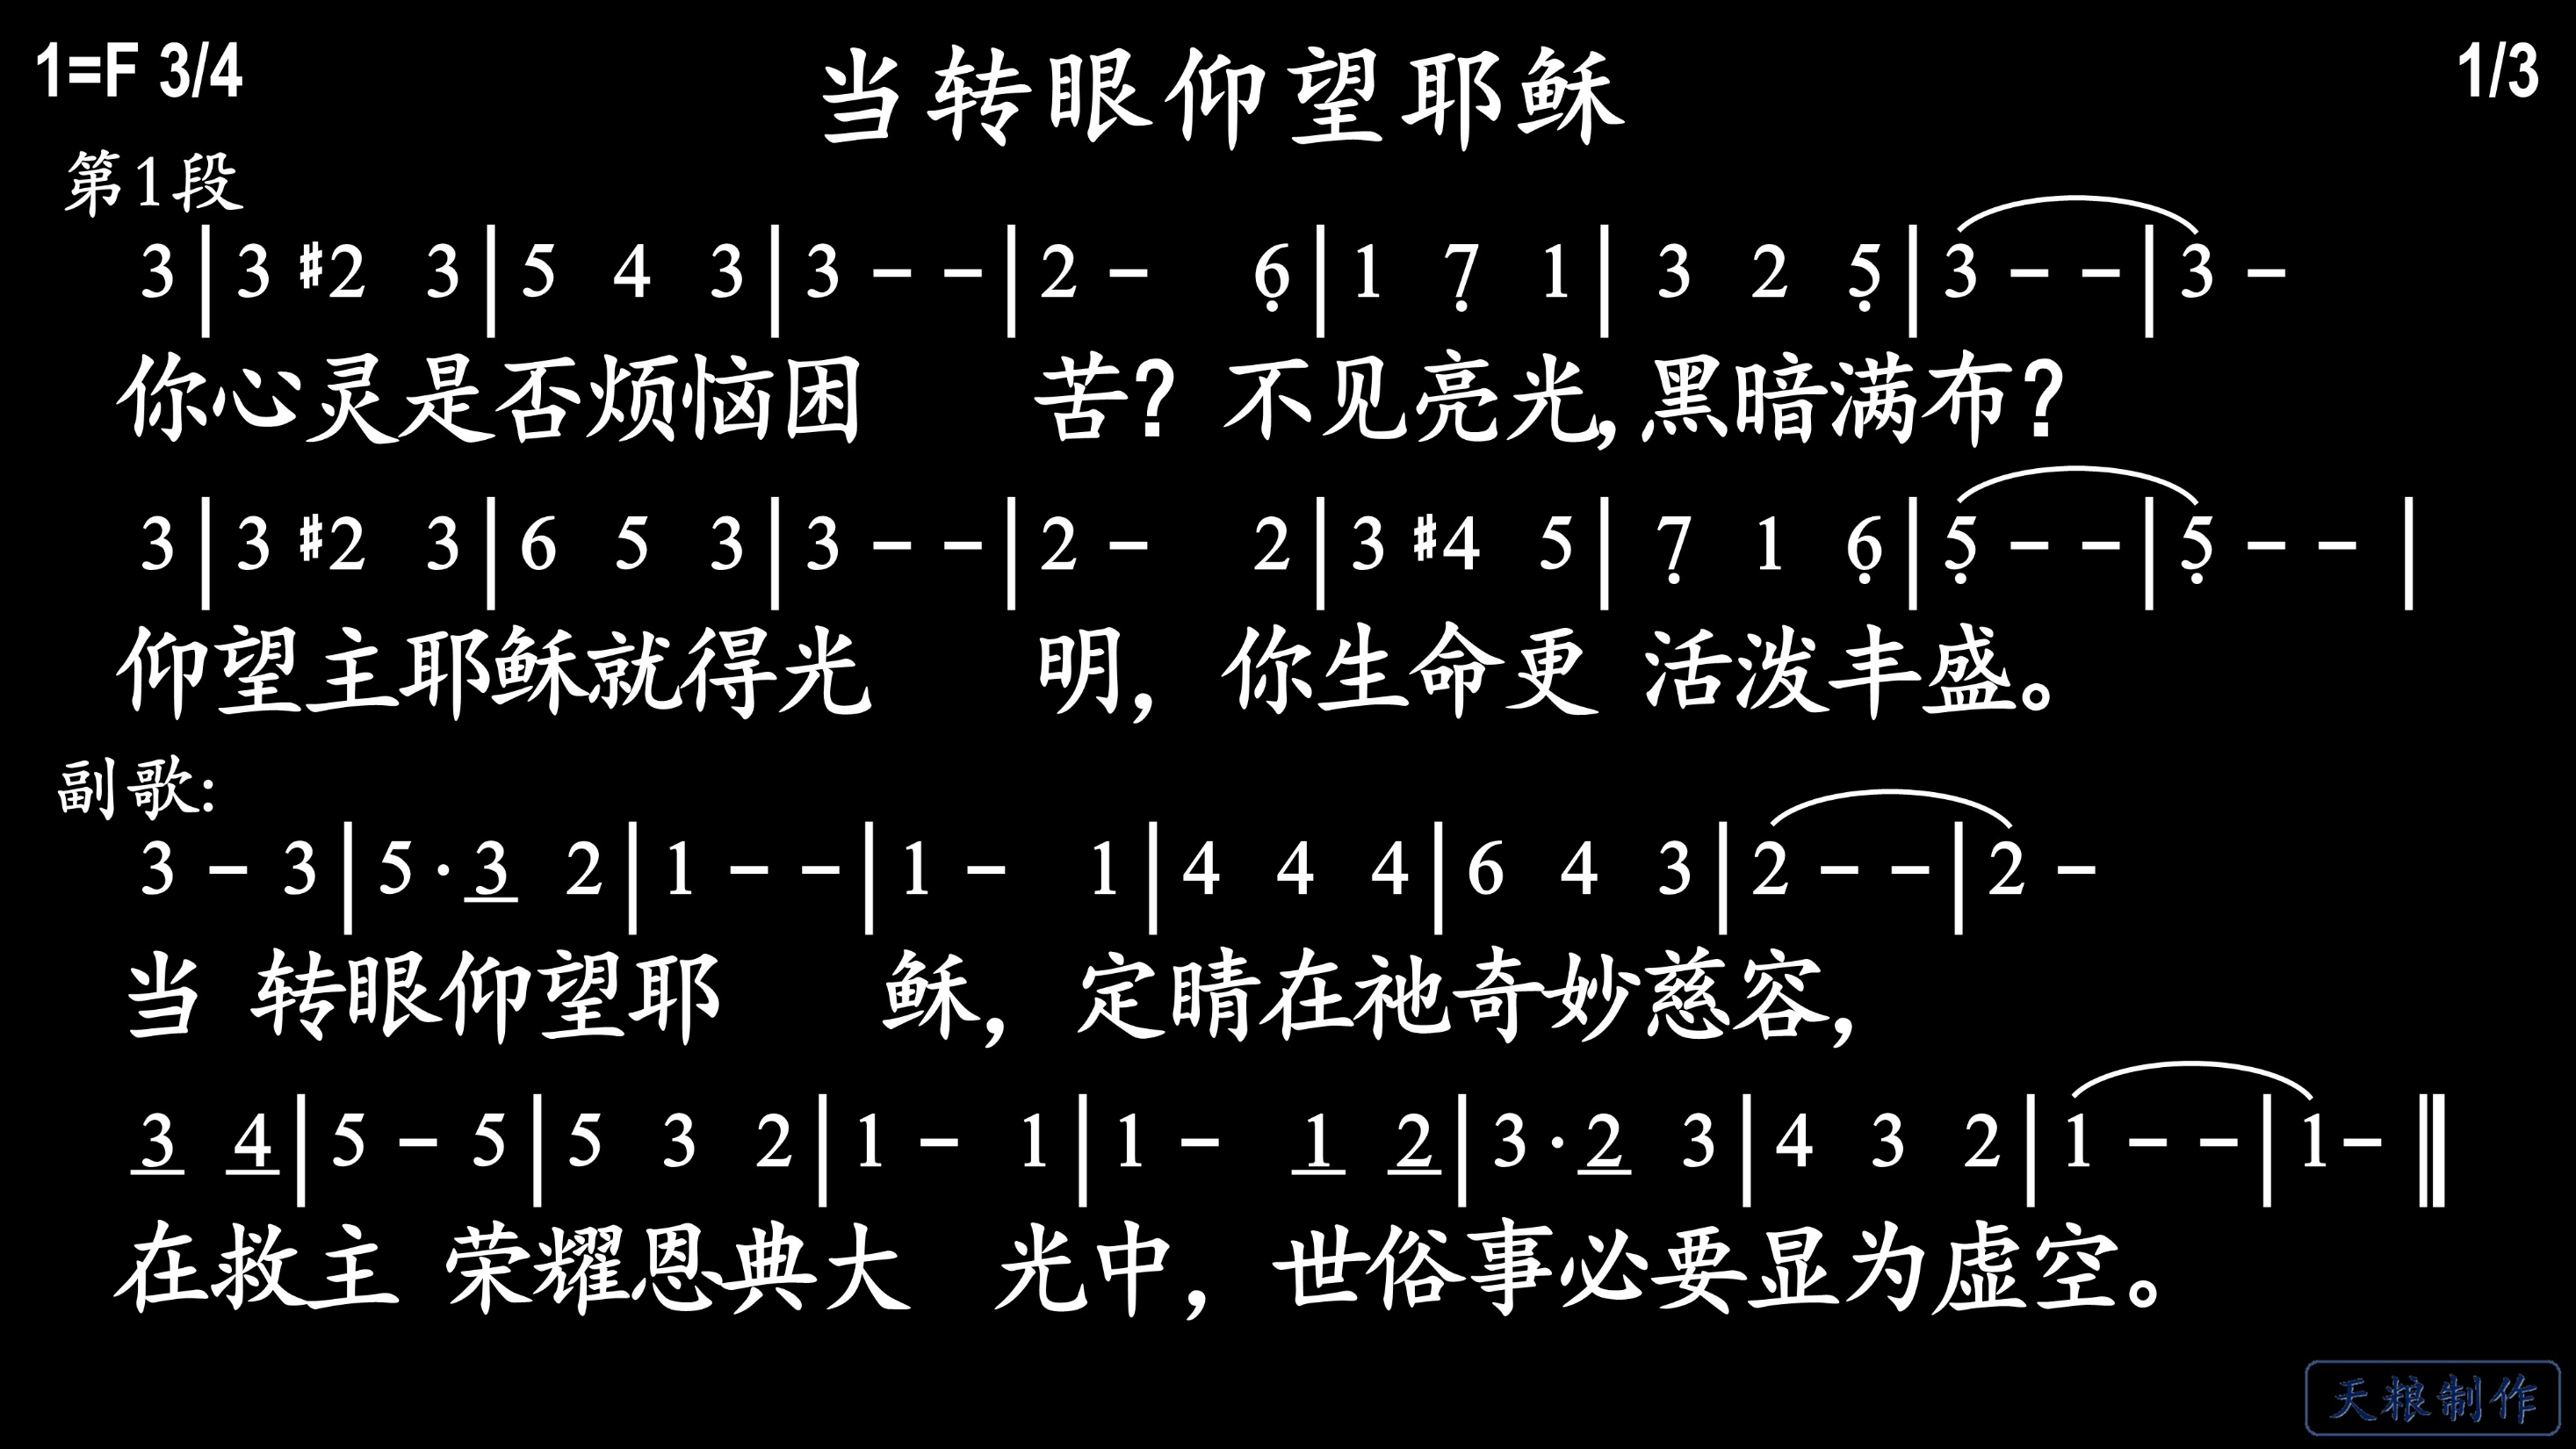 1=F 3/4
当转眼仰望耶稣
1/3
第1段
3 | 3 #2 3 | 5 4 3 | 3 - - | 2 - 6̣ | 1 7̣ 1 | 3 2 5̣ | 3 - - | 3 -
你心灵是否烦恼困 苦? 不见亮光,黑暗满布?
3 | 3 #2 3 | 6 5 3 | 3 - - | 2 - 2 | 3 #4 5 | 7̣ 1 6̣ | 5̣ - - | 5̣ - - |
仰望主耶稣就得光 明, 你生命更 活泼丰盛。
副歌:
3 - 3 | 5 · 3̲ 2 | 1 - - | 1 - 1 | 4 4 4 | 6 4 3 | 2 - - | 2 -
当 转眼仰望耶 稣, 定睛在祂奇妙慈容,
3̲ 4̲ | 5 - 5 | 5 3 2 | 1 - 1 | 1 - 1̲ 2̲ | 3 · 2̲ 3 | 4 3 2 | 1 - - | 1 - ‖
在救主 荣耀恩典大 光中, 世俗事必要显为虚空。
天粮制作